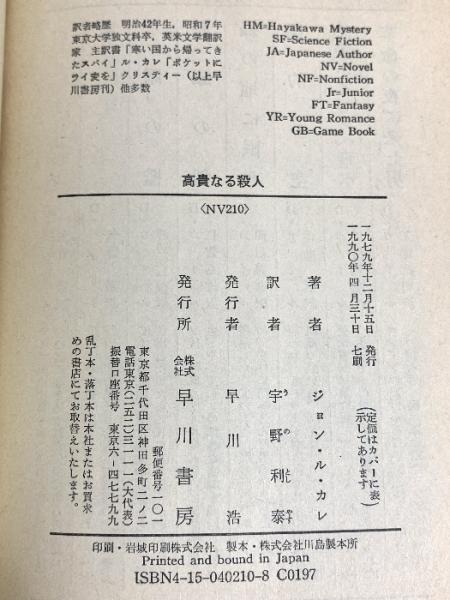 訳者略歴　明治42年生，昭和7年
東京大学独文科卒，英米文学翻訳
家　主訳書『寒い国から帰ってき
たスパイ』ル・カレ『ポケットに
ライ麦を』クリスティー（以上早
川書房刊）他多数
HM=Hayakawa Mystery
SF=Science Fiction
JA=Japanese Author
NV=Novel
NF=Nonfiction
Jr=Junior
FT=Fantasy
YR=Young Romance
GB=Game Book
高貴なる殺人
〈NV210〉
一九七九年十二月十五日　発行
一九九〇年　四月三十日　七刷
（定価はカバーに表
示してあります）
著者　ジョン・ル・カレ
訳者　宇野利泰
発行者　早川　浩
発行所　株式会社　早川書房
郵便番号一〇一
東京都千代田区神田多町二ノ二
電話東京（二五二）三一一一（大代表）
振替口座番号　東京六－四七七九九
乱丁本・落丁本は本社またはお買求
めの書店にてお取替えいたします。
印刷・岩城印刷株式会社　製本・株式会社川島製本所
Printed and bound in Japan
ISBN4-15-040210-8 C0197